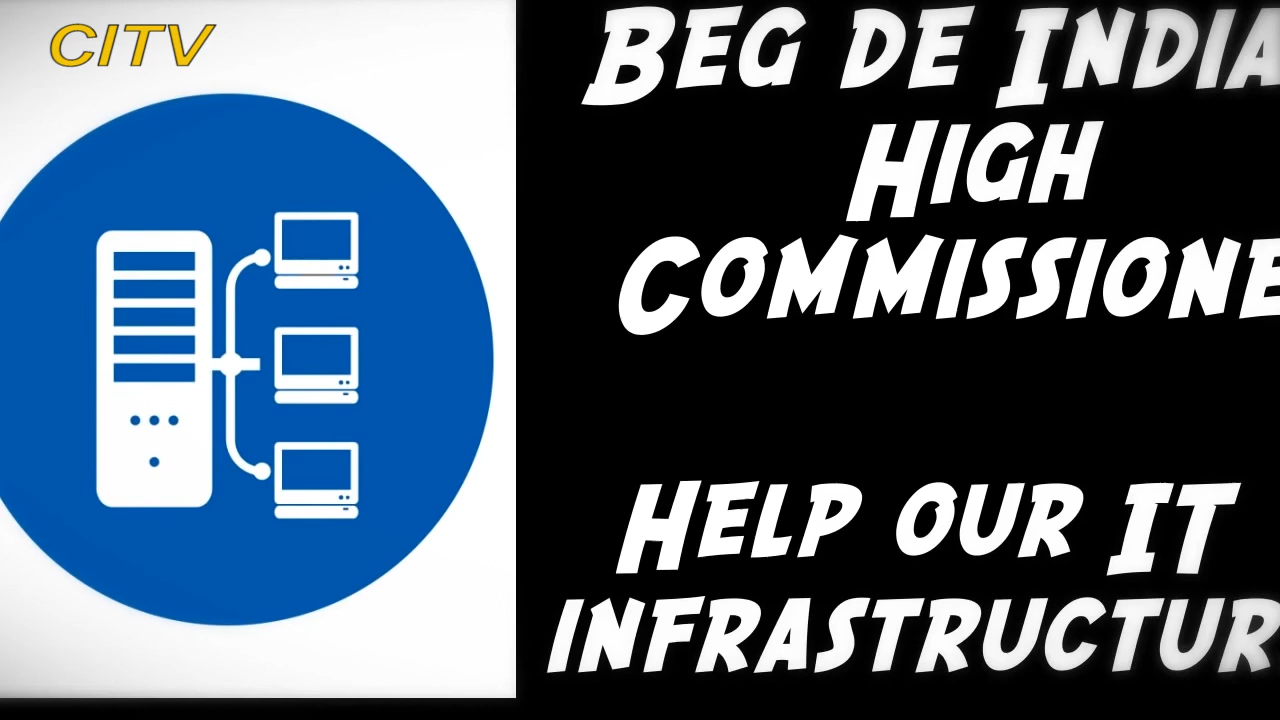 CITV
Beg de India
High
Commissione
Help our IT
infrastructur